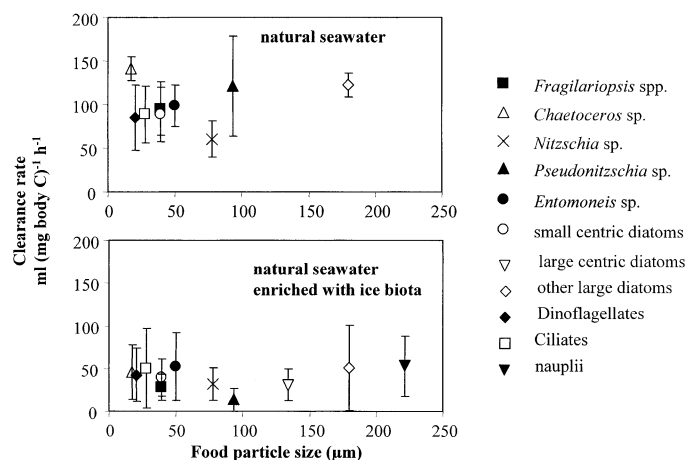 Clearance rate
ml (mg body C)-1 h-1
200
150
100
50
0
natural seawater
0 50 100 150 200 250
200
150
100
50
0
natural seawater
enriched with ice biota
0 50 100 150 200 250
Food particle size (µm)
Fragilariopsis spp.
Chaetoceros sp.
Nitzschia sp.
Pseudonitzschia sp.
Entomoneis sp.
small centric diatoms
large centric diatoms
other large diatoms
Dinoflagellates
Ciliates
nauplii